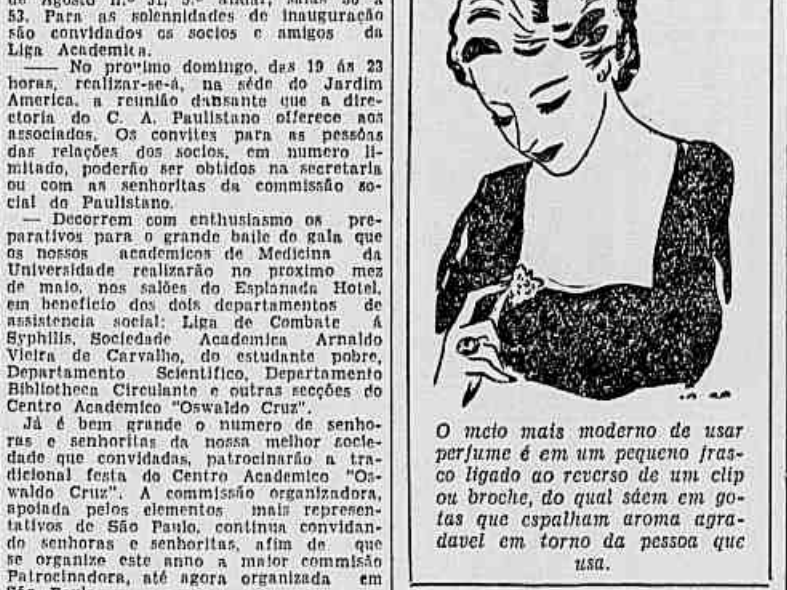 53. Para as solennidades de inauguração
são convidados os socios e amigos da
Liga Academica.
—— No proximo domingo, das 19 ás 23
horas, realizar-se-á, na séde do Jardim
America, a reunião dansante que a dire-
ctoria do C. A. Paulistano offerece aos
associados. Os convites para as pessôas
das relações dos socios, em numero li-
mitado, poderão ser obtidos na secretaria
ou com as senhoritas da commissão so-
cial do Paulistano.
— Decorrem com enthusiasmo os pre-
parativos para o grande baile de gala que
os nossos academicos de Medicina da
Universidade realizarão no proximo mez
de maio, nos salões do Esplanada Hotel,
em beneficio dos dois departamentos de
assistencia social: Liga de Combate á
Syphilis, Sociedade Academica Arnaldo
Vieira de Carvalho, do estudante pobre,
Departamento Scientifico, Departamento
Bibliotheca Circulante e outras secções do
Centro Academico "Oswaldo Cruz".
Já é bem grande o numero de senho-
ras e senhoritas da nossa melhor socie-
dade que convidadas, patrocinarão a tra-
dicional festa do Centro Academico "Os-
waldo Cruz". A commissão organizadora,
apoiada pelos elementos mais represen-
tativos de São Paulo, continua convidan-
do senhoras e senhoritas, afim de que
se organize este anno a maior commissão
Patrocinadora, até agora organizada em
O meio mais moderno de usar
perfume é em um pequeno fras-
co ligado ao reverso de um clip
ou broche, do qual sáem em go-
tas que espalham aroma agra-
davel em torno da pessoa que
usa.